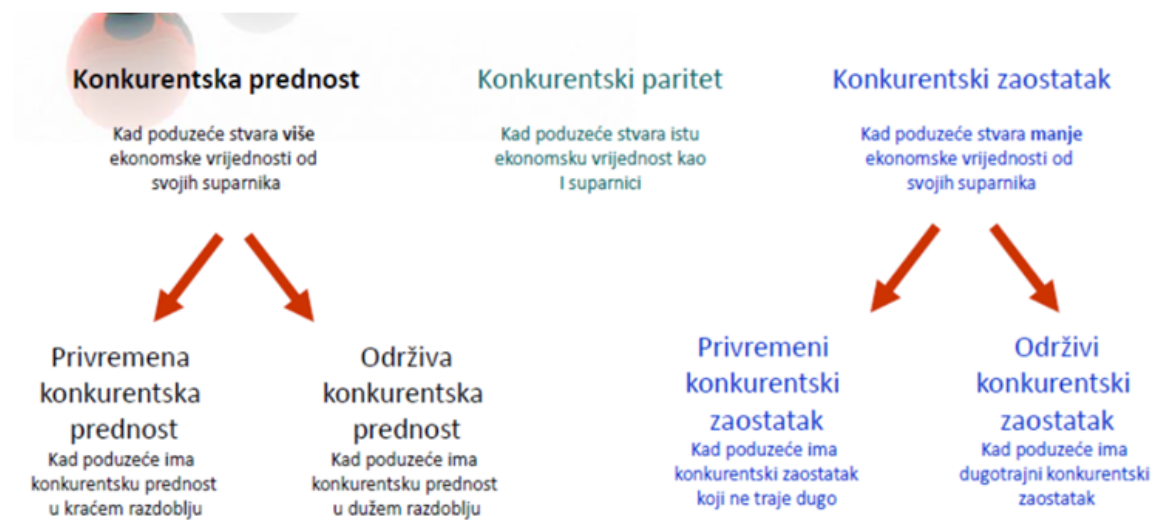 Konkurentska prednost
Kad poduzeće stvara više
ekonomske vrijednosti od
svojih suparnika
Konkurentski paritet
Kad poduzeće stvara istu
ekonomsku vrijednost kao
I suparnici
Konkurentski zaostatak
Kad poduzeće stvara manje
ekonomske vrijednosti od
svojih suparnika
Privremena
konkurentska
prednost
Kad poduzeće ima
konkurentsku prednost
u kraćem razdoblju
Održiva
konkurentska
prednost
Kad poduzeće ima
konkurentsku prednost
u dužem razdoblju
Privremeni
konkurentski
zaostatak
Kad poduzeće ima
konkurentski zaostatak
koji ne traje dugo
Održivi
konkurentski
zaostatak
Kad poduzeće ima
dugotrajni konkurentski
zaostatak